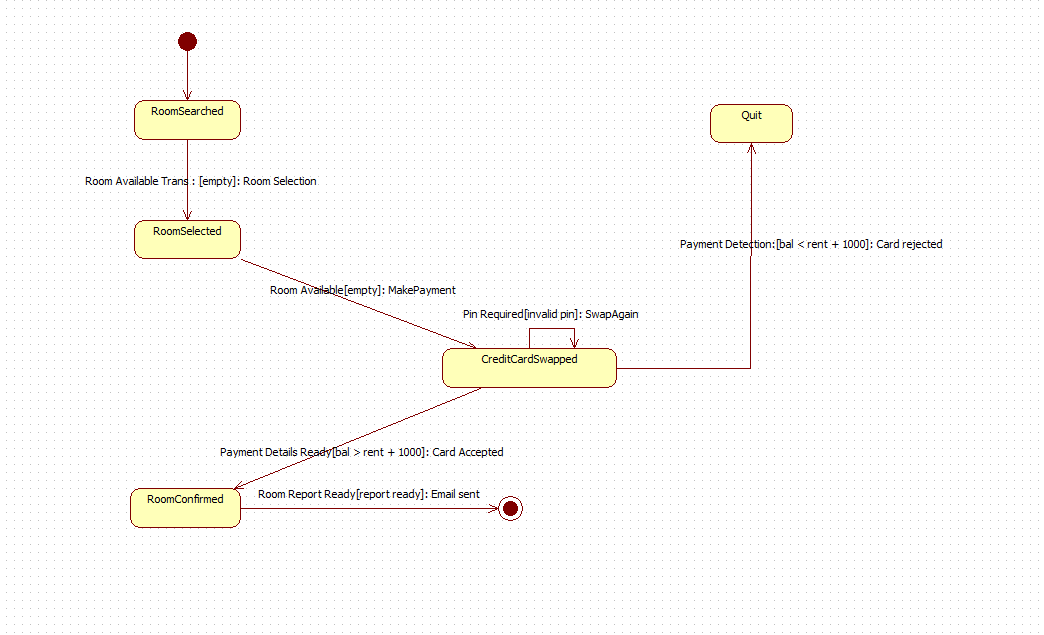 RoomSearched
Quit
Room Available Trans : [empty]: Room Selection
RoomSelected
Payment Detection:[bal < rent + 1000]: Card rejected
Room Available[empty]: MakePayment
Pin Required[invalid pin]: SwapAgain
CreditCardSwapped
Payment Details Ready[bal > rent + 1000]: Card Accepted
Room Report Ready[report ready]: Email sent
RoomConfirmed